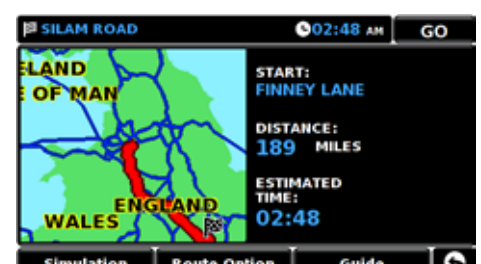 SILAM ROAD
02:48 AM
GO
ELAND
E OF MAN
ENGLAND
WALES
START:
FINNEY LANE
DISTANCE:
189 MILES
ESTIMATED
TIME:
02:48
Simulation
Route Option
Guide